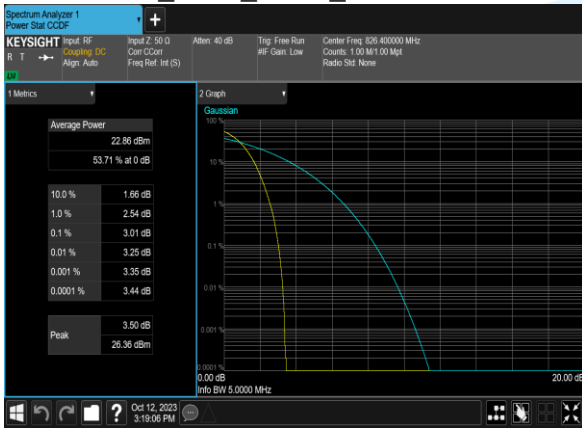 Spectrum Analyzer 1
Power Stat CCDF
+
KEYSIGHT
R T
Input: RF
Coupling: DC
Align: Auto
Input Z: 50 Ω
Corr CCorr
Freq Ref: Int (S)
Atten: 40 dB
Trig: Free Run
#IF Gain: Low
Center Freq: 826.400000 MHz
Counts: 1.00 M/1.00 Mpt
Radio Std: None
1 Metrics
Average Power
22.86 dBm
53.71 % at 0 dB
10.0 % 1.66 dB
1.0 % 2.54 dB
0.1 % 3.01 dB
0.01 % 3.25 dB
0.001 % 3.35 dB
0.0001 % 3.44 dB
Peak
3.50 dB
26.36 dBm
2 Graph
Gaussian
100 %
10 %
1 %
0.1 %
0.01 %
0.001 %
0.0001 %
0.00 dB
20.00 dB
Info BW 5.0000 MHz
?
Oct 12, 2023
3:19:06 PM